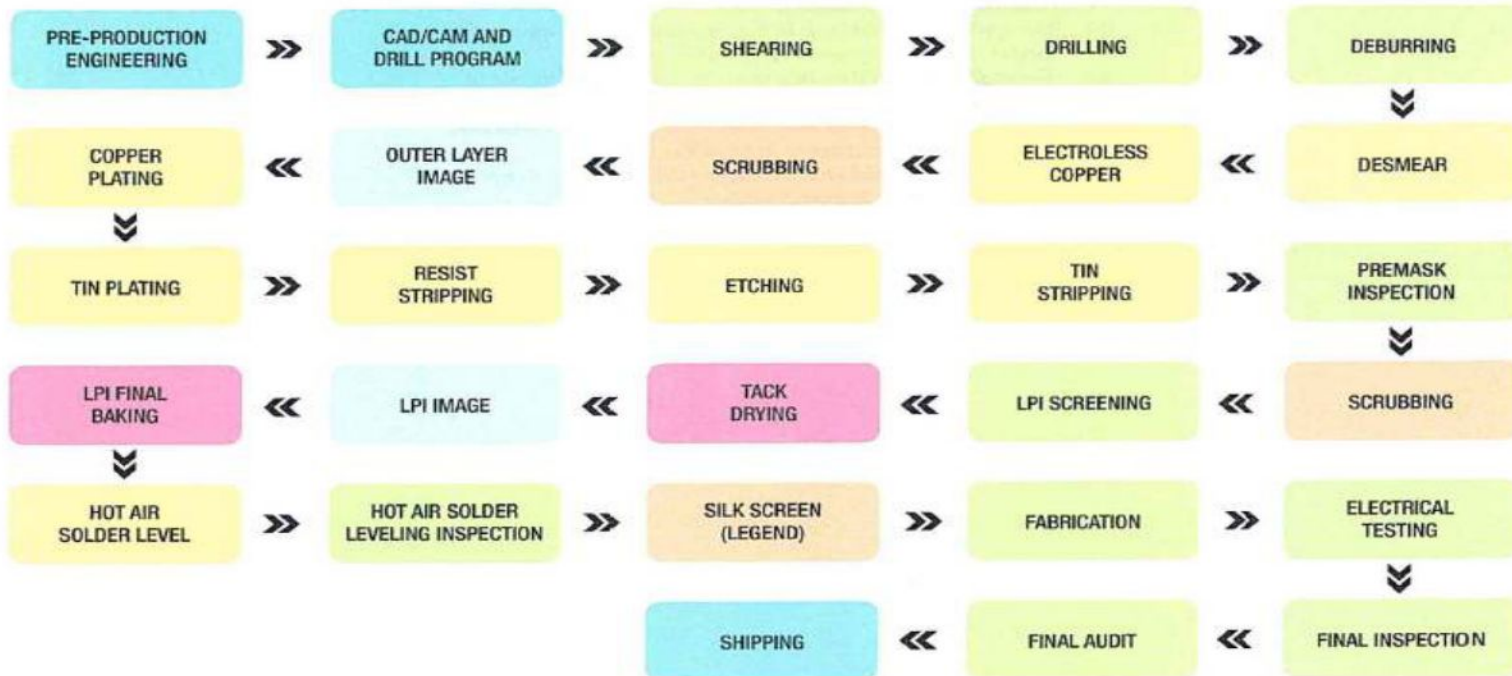 PRE-PRODUCTION
ENGINEERING
CAD/CAM AND
DRILL PROGRAM
SHEARING
DRILLING
DEBURRING
COPPER
PLATING
OUTER LAYER
IMAGE
SCRUBBING
ELECTROLESS
COPPER
DESMEAR
TIN PLATING
RESIST
STRIPPING
ETCHING
TIN
STRIPPING
PREMASK
INSPECTION
LPI FINAL
BAKING
LPI IMAGE
TACK
DRYING
LPI SCREENING
SCRUBBING
HOT AIR
SOLDER LEVEL
HOT AIR SOLDER
LEVELING INSPECTION
SILK SCREEN
(LEGEND)
FABRICATION
ELECTRICAL
TESTING
SHIPPING
FINAL AUDIT
FINAL INSPECTION